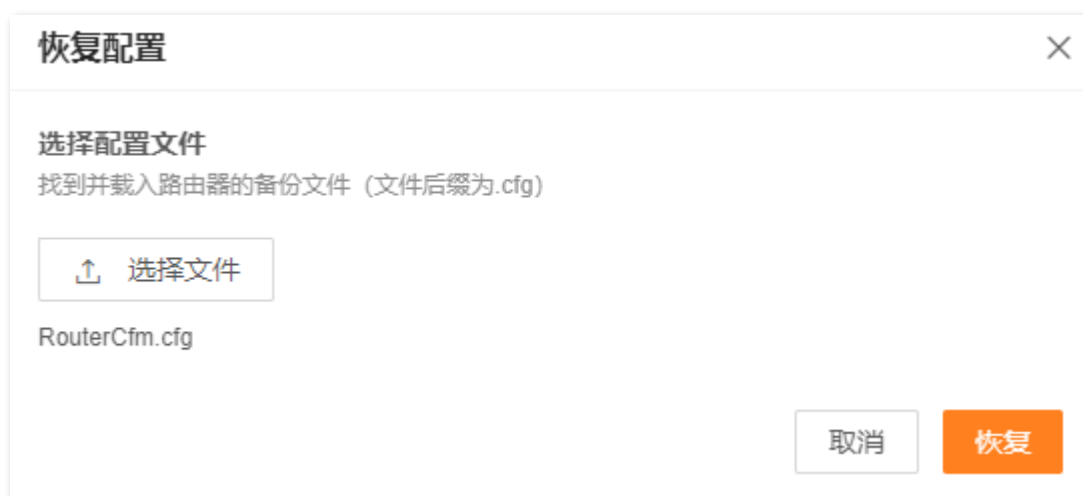 恢复配置
选择配置文件
找到并载入路由器的备份文件（文件后缀为.cfg）
选择文件
RouterCfm.cfg
取消 恢复